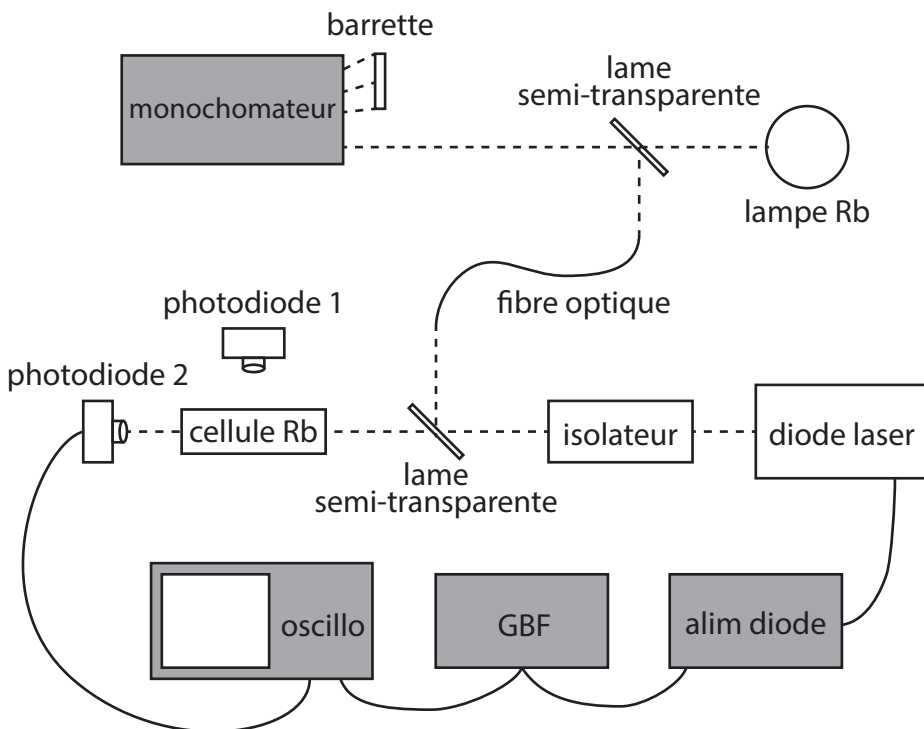 barrette
lame
semi-transparente
monochomateur
lampe Rb
fibre optique
photodiode 1
photodiode 2
cellule Rb
isolateur
diode laser
lame
semi-transparente
oscillo
GBF
alim diode